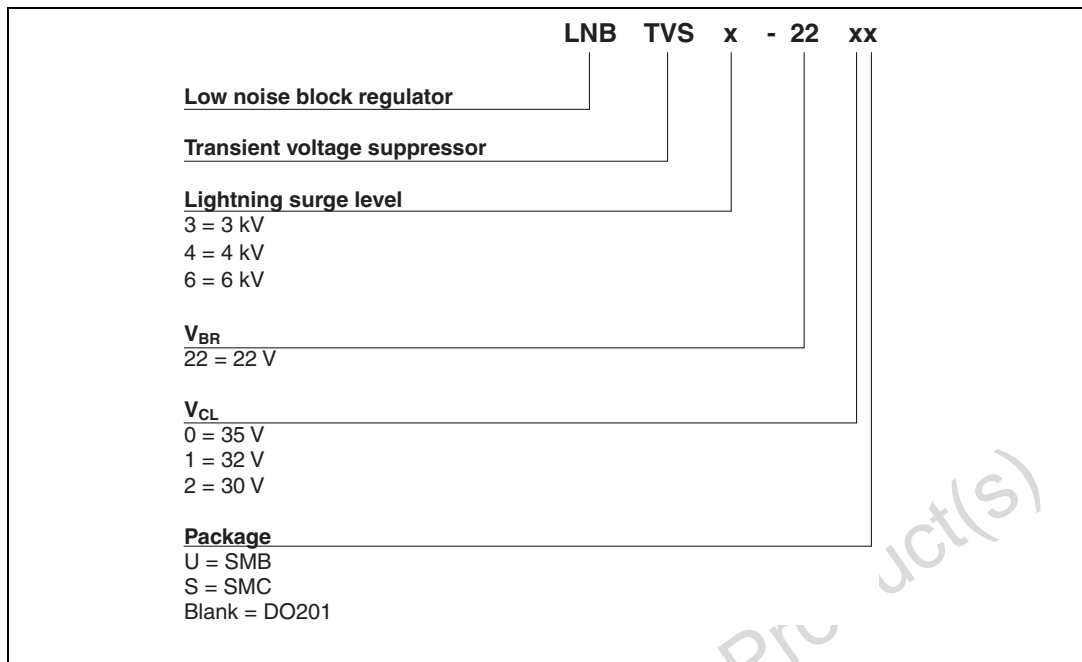 LNB TVS x - 22 xx
Low noise block regulator
Transient voltage suppressor
Lightning surge level
3 = 3 kV
4 = 4 kV
6 = 6 kV
VBR
22 = 22 V
VCL
0 = 35 V
1 = 32 V
2 = 30 V
Package
U = SMB
S = SMC
Blank = DO201